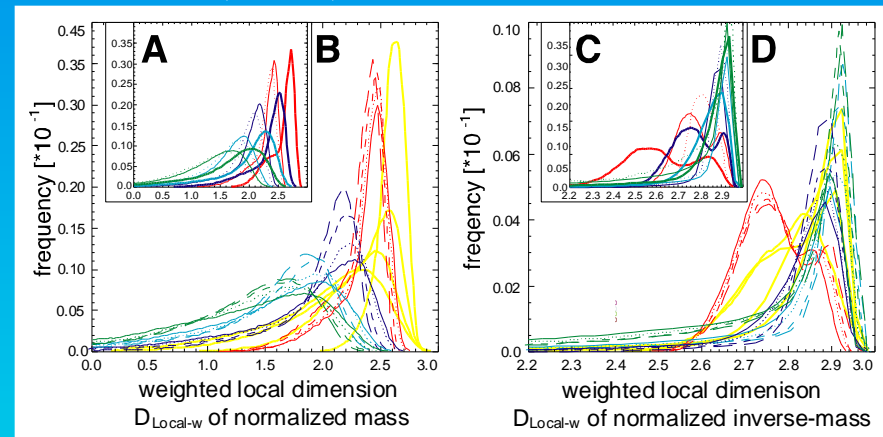 A
B
C
D
0.45
0.40
0.35
0.30
0.25
0.20
0.15
0.10
0.05
0.0
frequency [*10 -1]
0.35
0.30
0.25
0.20
0.15
0.10
0.05
0.0
0.0 0.5 1.0 1.5 2.0 2.5
0.0 0.5 1.0 1.5 2.0 2.5 3.0
weighted local dimension
DLocal-w of normalized mass
0.10
0.08
0.06
0.04
0.02
0.0
frequency [*10 -1]
0.35
0.30
0.25
0.20
0.15
0.10
0.05
0.0
2.2 2.3 2.4 2.5 2.6 2.7 2.8 2.9
2.2 2.3 2.4 2.5 2.6 2.7 2.8 2.9 3.0
weighted local dimenison
DLocal-w of normalized inverse-mass